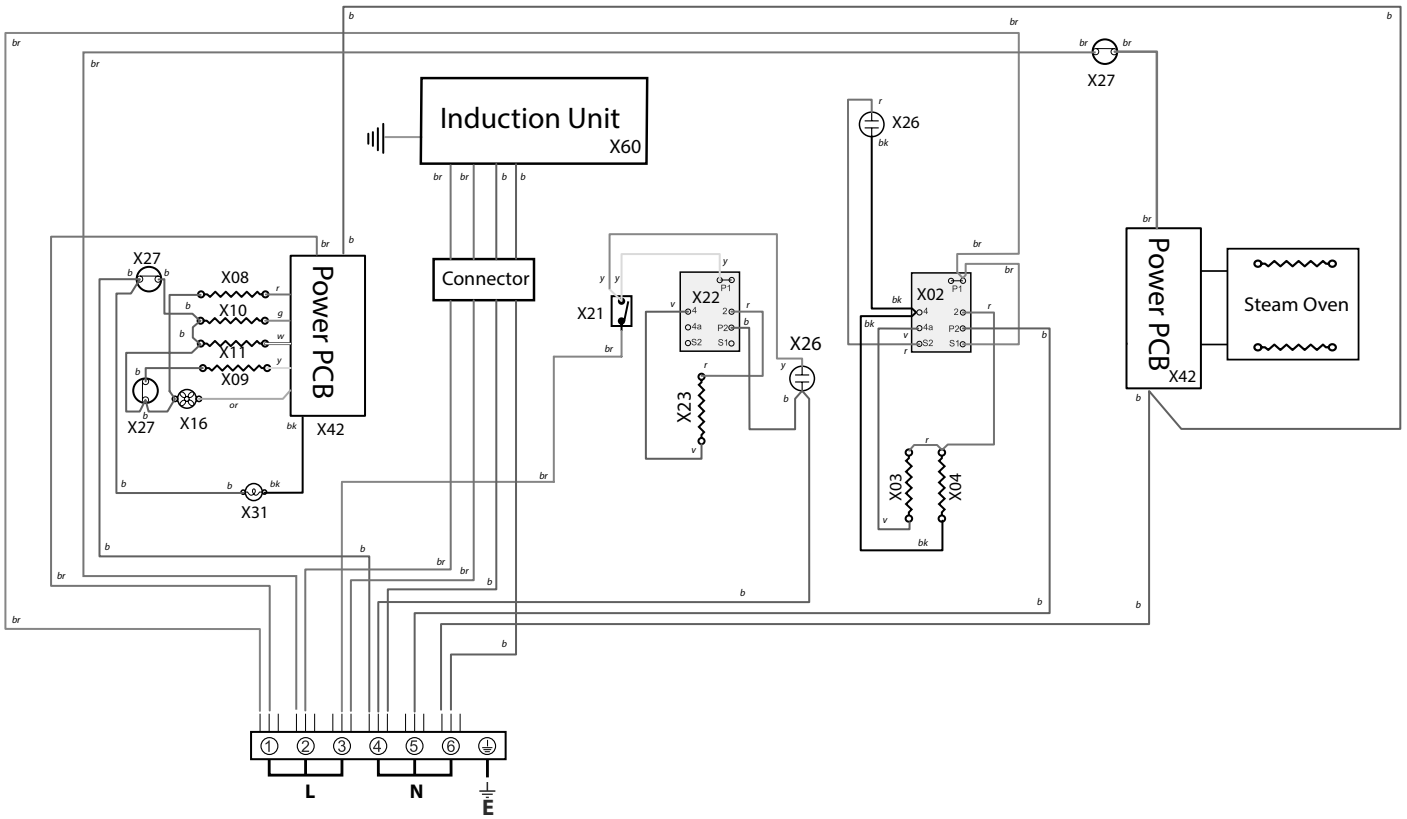 b
b
br
br
br
br
br
X27
Induction Unit
X60
r
X26
bk
br
br
b
b
br
br
b
br
b
X27
b
b
Connector
X08
r
b
X10
g
b
w
X11
y
b
X09
or
X27
b
X16
Power PCB
X42
bk
b
b
bk
X31
y
y
y
X21
br
P1
X22
v
4
2
r
4a
P2
b
S2
S1
X26
y
b
r
X23
v
br
br
P1
X02
bk
4
2
r
bk
4a
P2
b
v
S2
S1
r
r
X03
X04
v
bk
Power PCB
X42
Steam Oven
b
b
b
br
br
br
b
b
b
b
br
b
1
2
3
4
5
6
L
N
E